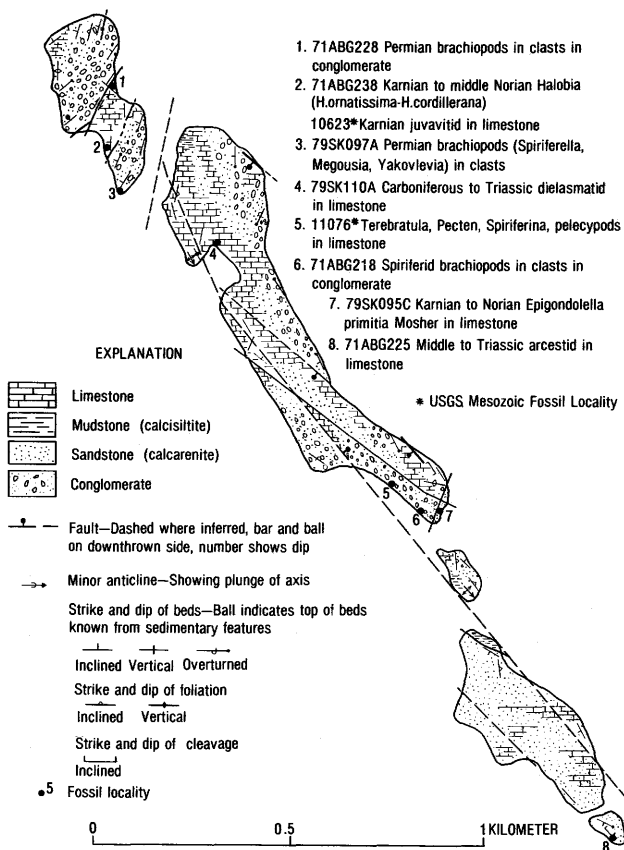 1. 71ABG228 Permian brachiopods in clasts in
conglomerate
2. 71ABG238 Karnian to middle Norian Halobia
(H.ornatissima-H.cordillerana)
10623*Karnian juvavitid in limestone
3. 79SK097A Permian brachiopods (Spiriferella,
Megousia, Yakovlevia) in clasts
4. 79SK110A Carboniferous to Triassic dielasmatid
in limestone
5. 11076*Terebratula, Pecten, Spiriferina, pelecypods
in limestone
6. 71ABG218 Spiriferid brachiopods in clasts in
conglomerate
7. 79SK095C Karnian to Norian Epigondolella
primitia Mosher in limestone
8. 71ABG225 Middle to Triassic arcestid in
limestone
* USGS Mesozoic Fossil Locality
1
2
3
4
5
6
7
8
EXPLANATION
Limestone
Mudstone (calcisiltite)
Sandstone (calcarenite)
Conglomerate
Fault—Dashed where inferred, bar and ball
on downthrown side, number shows dip
Minor anticline—Showing plunge of axis
Strike and dip of beds—Ball indicates top of beds
known from sedimentary features
Inclined Vertical Overturned
Strike and dip of foliation
Inclined Vertical
Strike and dip of cleavage
Inclined
5 Fossil locality
0 0.5 1 KILOMETER